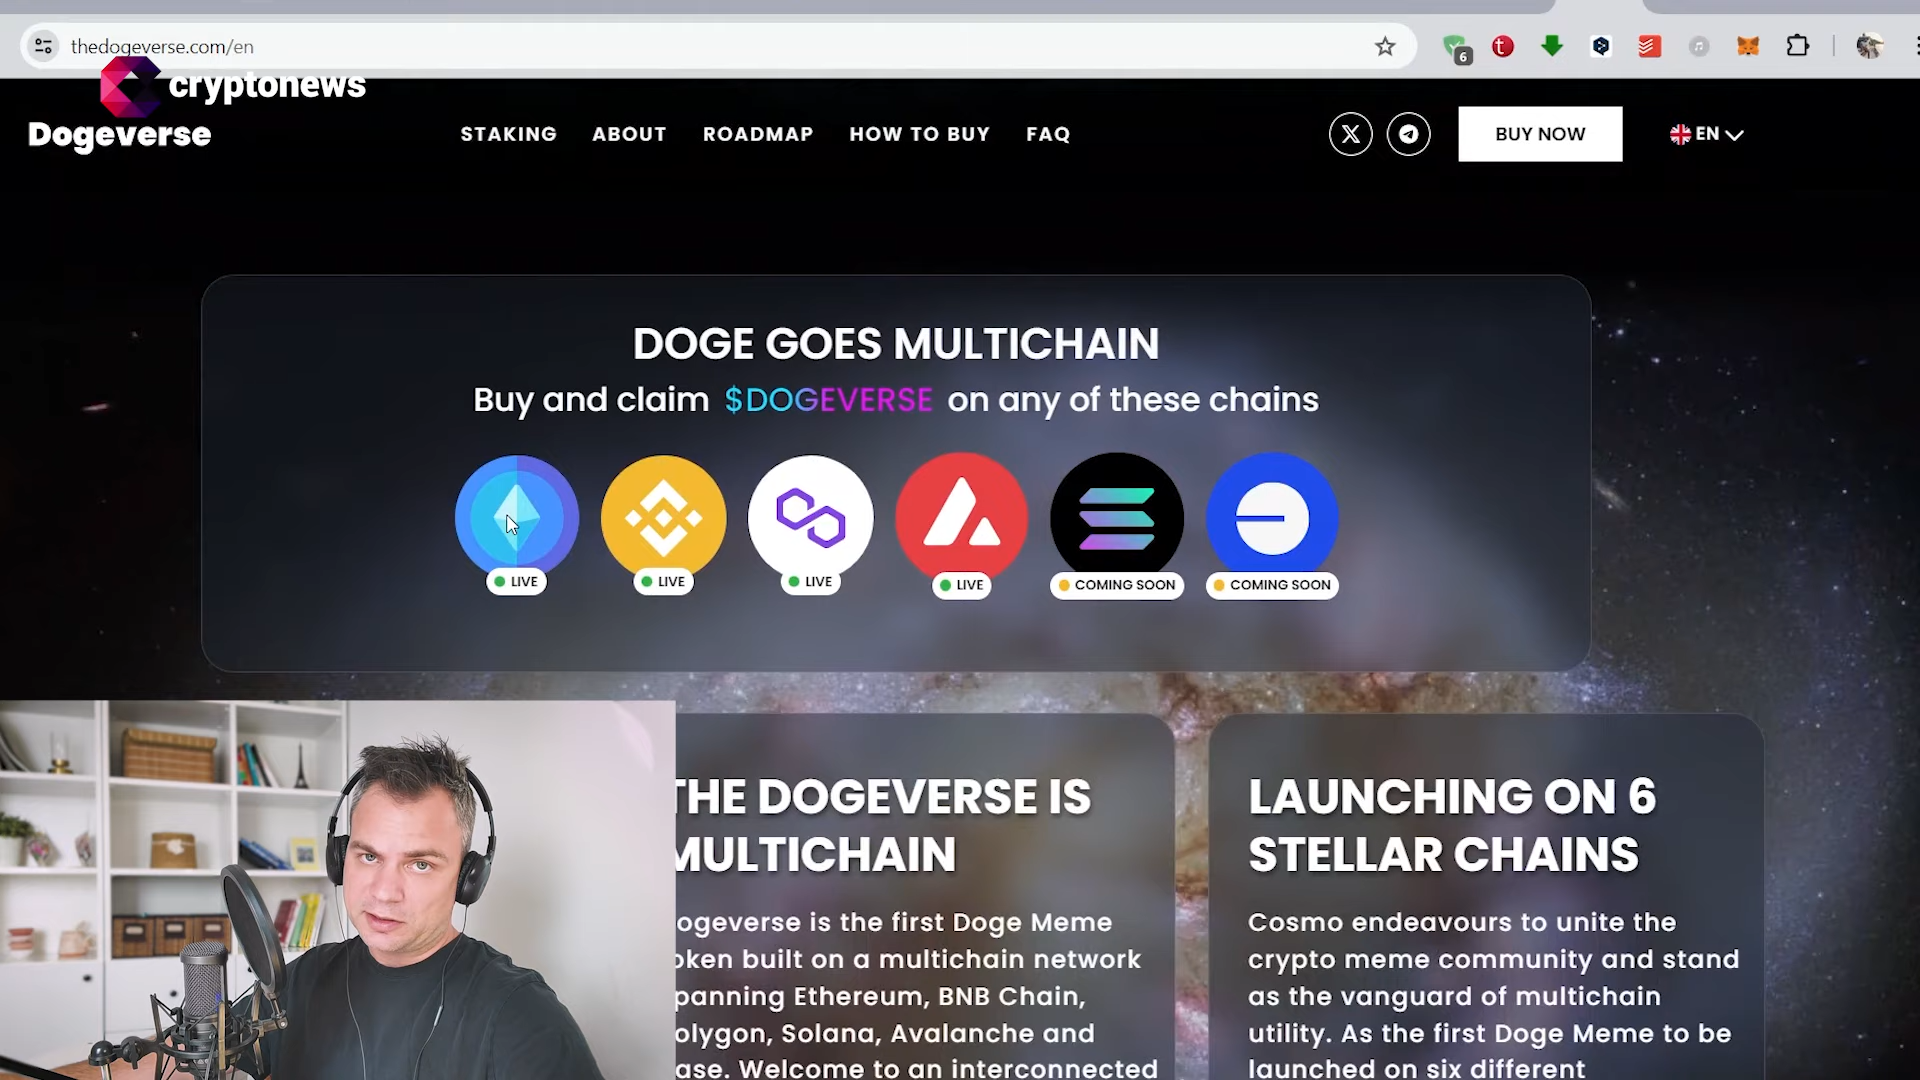 thedogeverse.com/en
6
cryptonews
Dogeverse
STAKING ABOUT ROADMAP HOW TO BUY FAQ
BUY NOW
EN
DOGE GOES MULTICHAIN
Buy and claim $DOGEVERSE on any of these chains
LIVE LIVE LIVE LIVE COMING SOON COMING SOON
THE DOGEVERSE IS
MULTICHAIN
ogeverse is the first Doge Meme
oken built on a multichain network
panning Ethereum, BNB Chain,
olygon, Solana, Avalanche and
ase. Welcome to an interconnected
LAUNCHING ON 6
STELLAR CHAINS
Cosmo endeavours to unite the
crypto meme community and stand
as the vanguard of multichain
utility. As the first Doge Meme to be
launched on six different